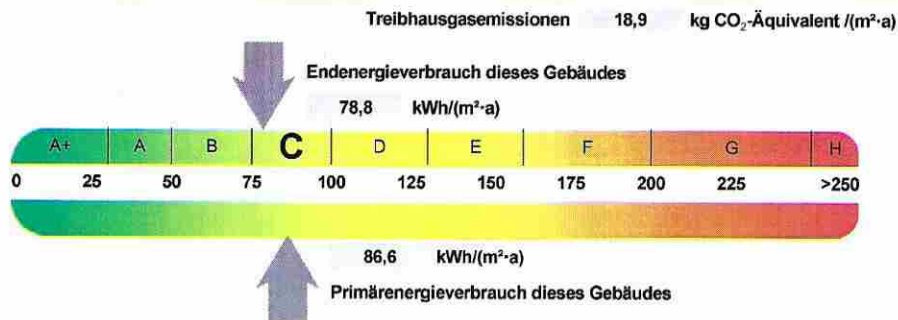 Treibhausgasemissionen 18,9 kg CO₂-Äquivalent /(m²·a)
Endenergieverbrauch dieses Gebäudes
78,8 kWh/(m²·a)
A+ A B C D E F G H
0 25 50 75 100 125 150 175 200 225 >250
86,6 kWh/(m²·a)
Primärenergieverbrauch dieses Gebäudes